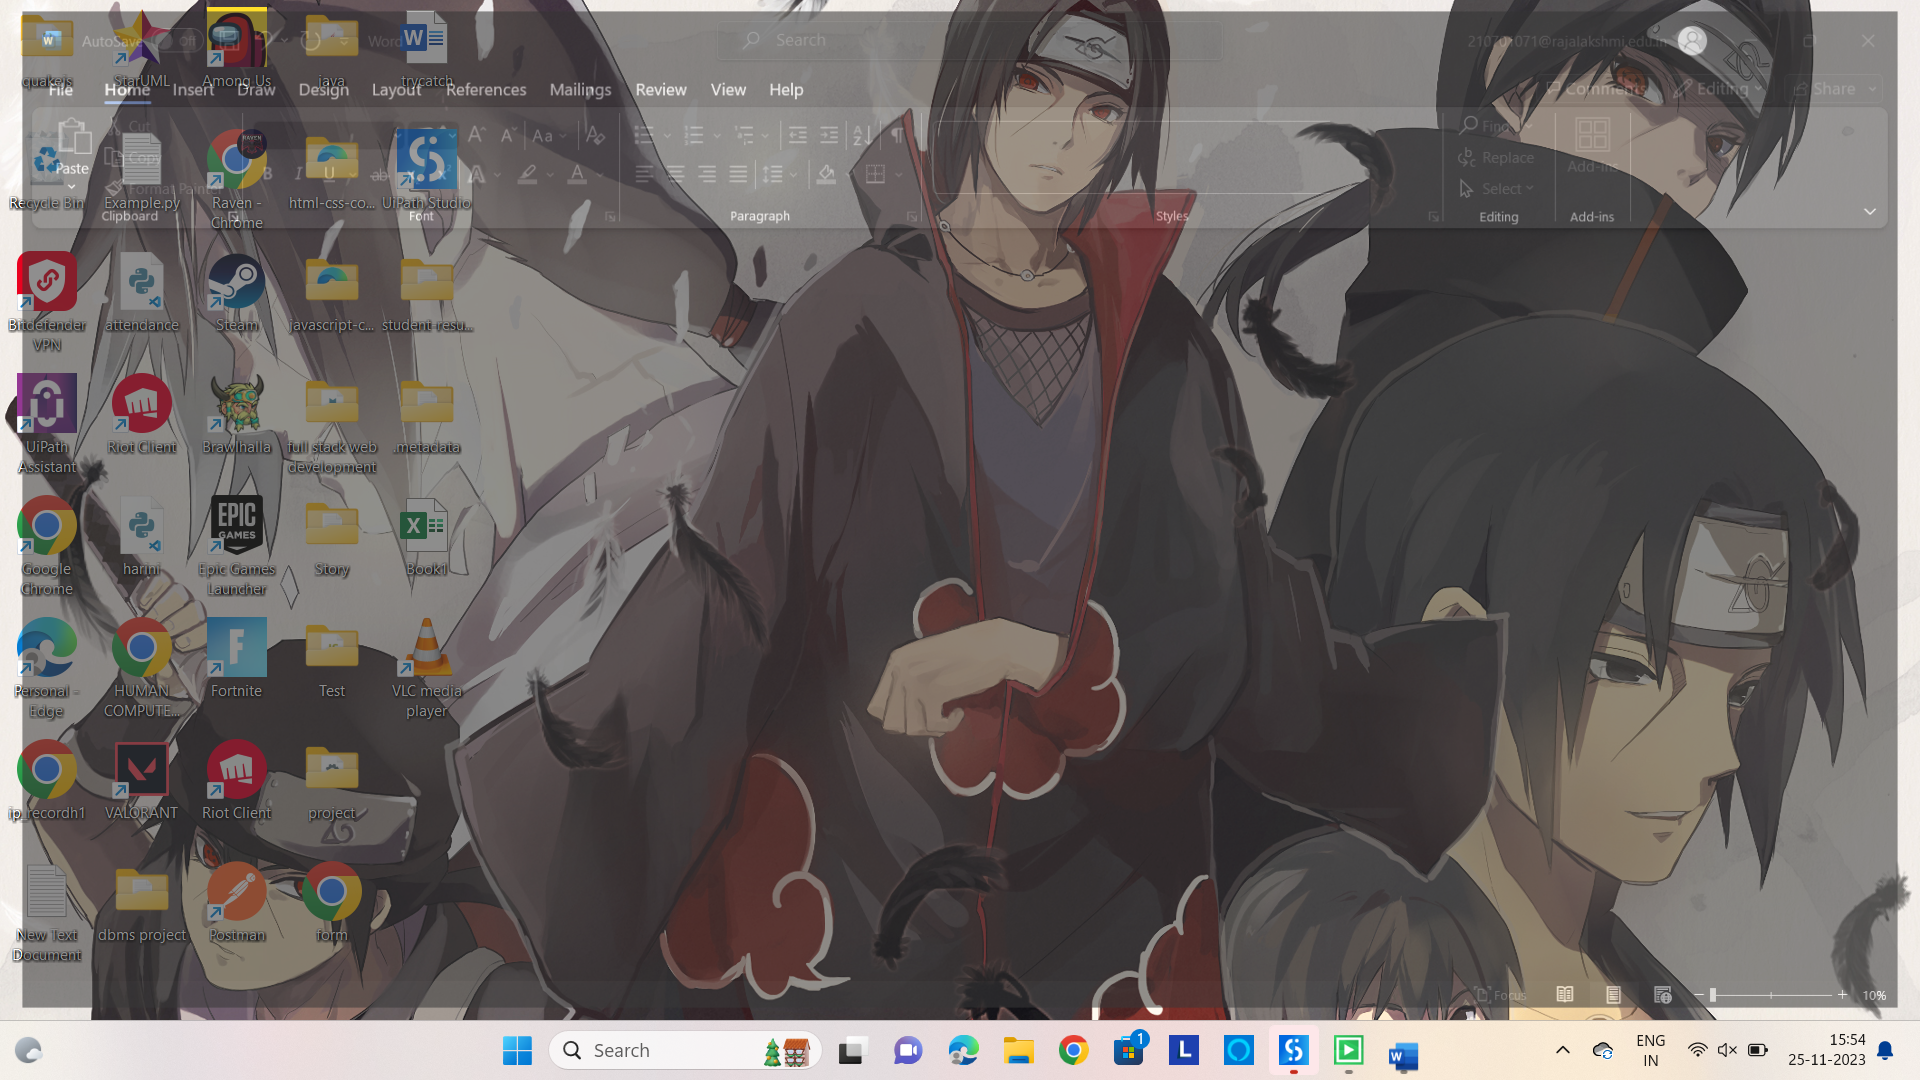 AutoSave Off Word
Search
210701071@rajalakshmi.edu.in
File Home Insert Draw Design Layout References Mailings Review View Help
Comments Editing Share
Paste
Cut
Copy
Format Painter
Clipboard
Font
Paragraph
Styles
Find
Replace
Select
Editing
Add-ins
Add-ins
quakejs
StarUML
Among Us
java
trycatch
Recycle Bin
Example.py
RAVEN
Raven -
Chrome
html-css-co...
UiPath Studio
Bitdefender
VPN
attendance
Steam
javascript-c...
student-resu...
UiPath
Assistant
Riot Client
Brawlhalla
full stack web
development
.metadata
Google
Chrome
harini
EPIC
GAMES
Epic Games
Launcher
Story
Book1
Personal -
Edge
HUMAN
COMPUTE...
Fortnite
Test
VLC media
player
ip_recordh1
VALORANT
Riot Client
project
New Text
Document
dbms project
Postman
form
Focus
10%
Search
1
ENG
IN
15:54
25-11-2023